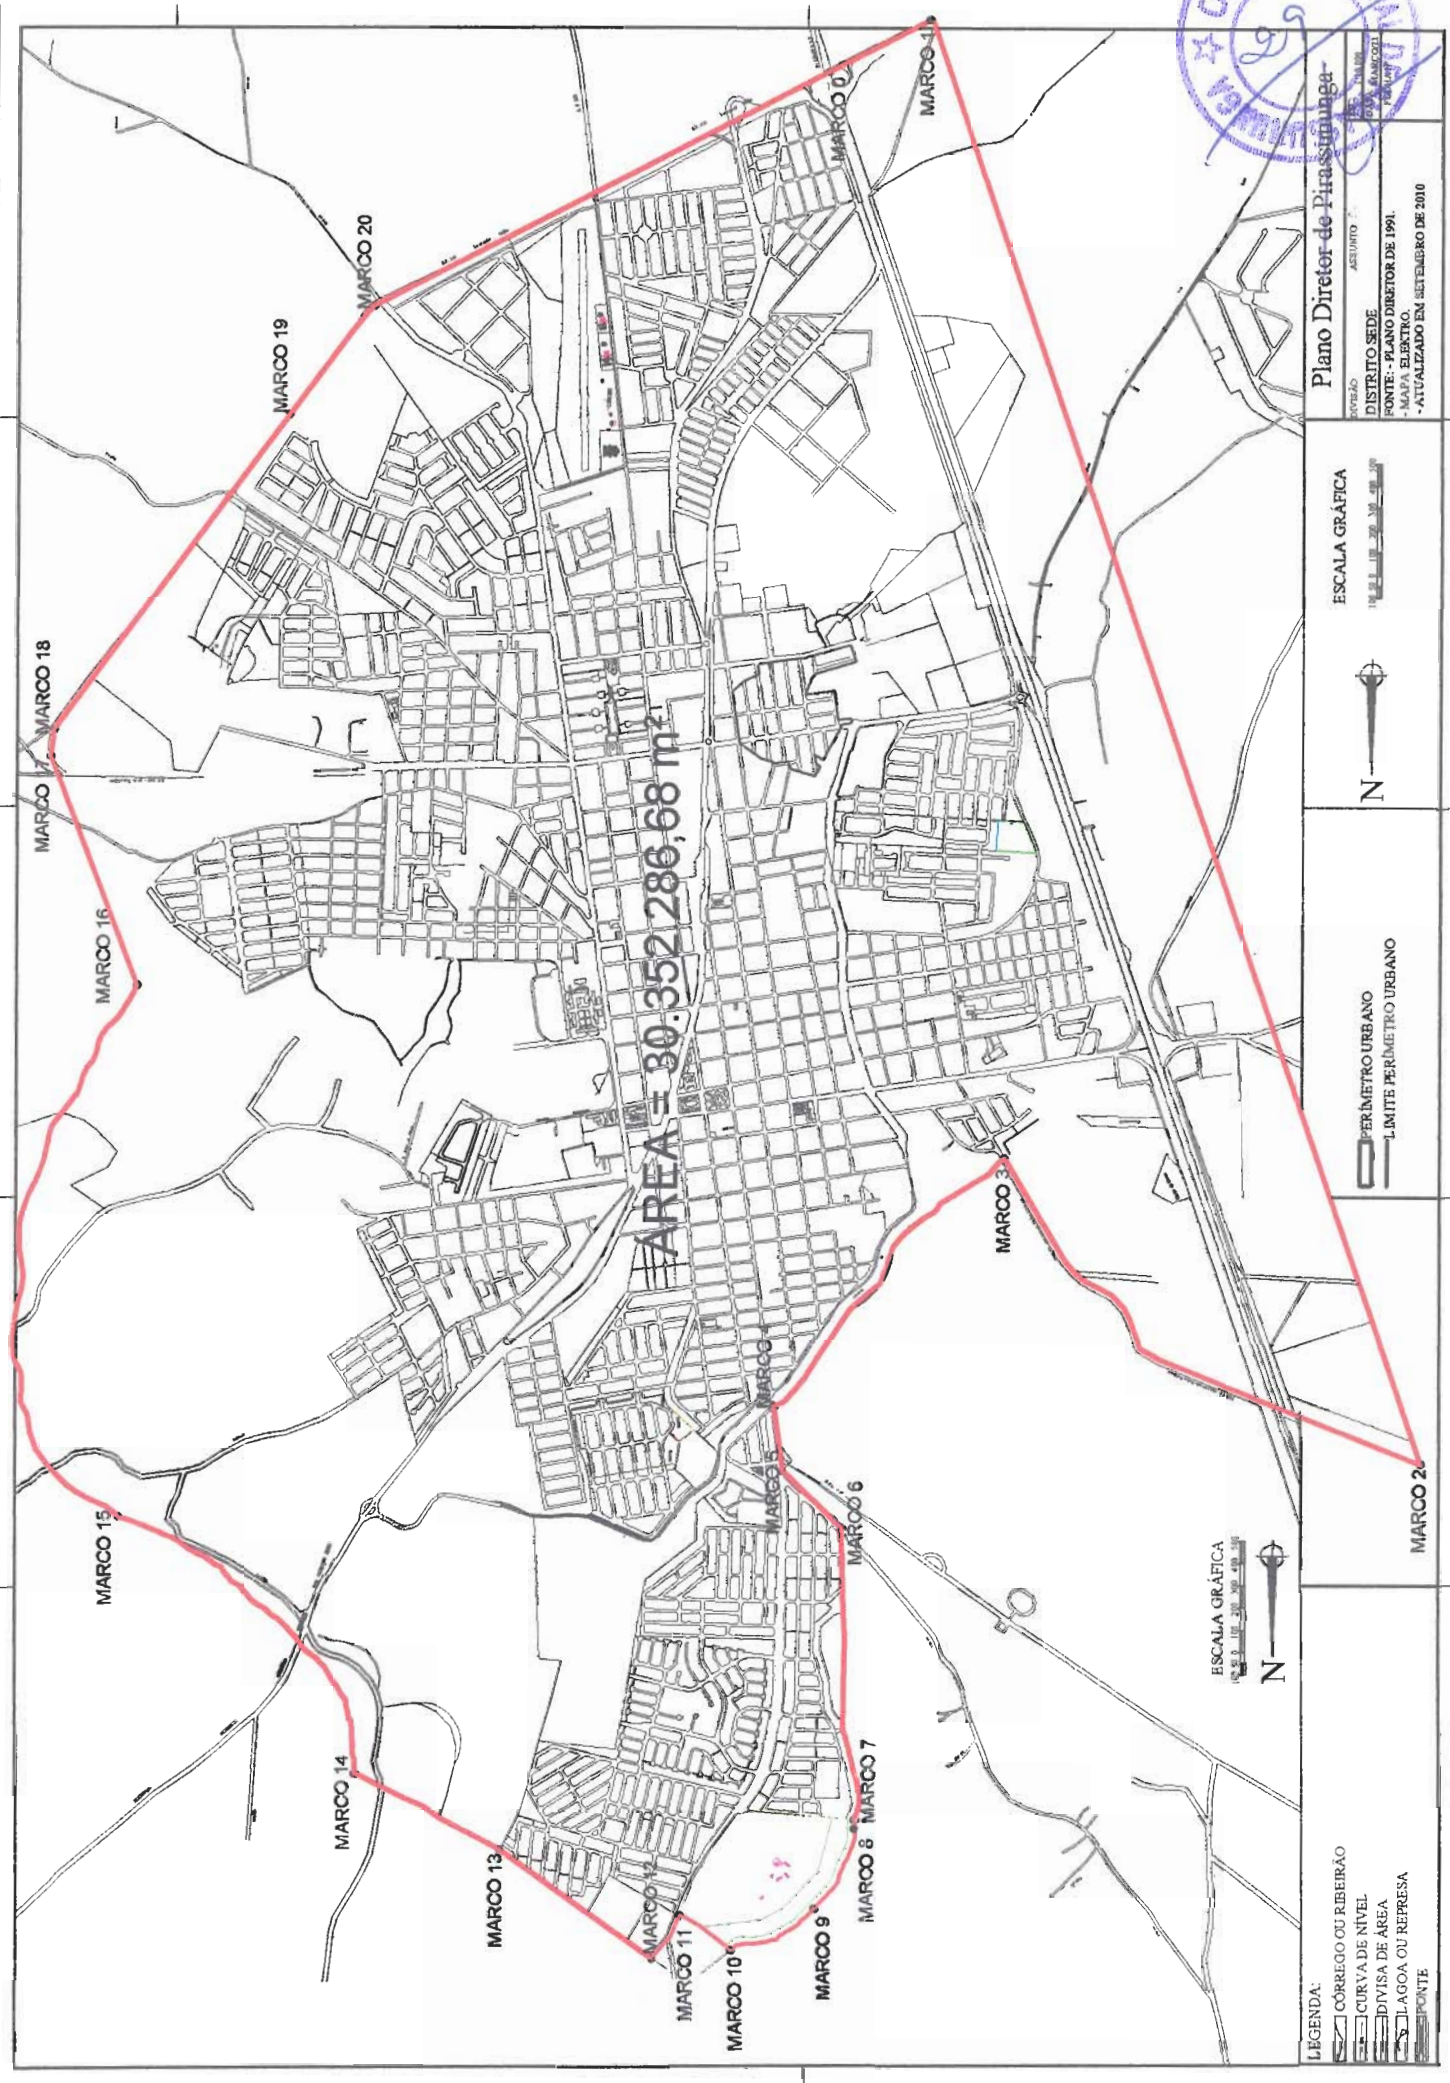 MARCO 0
MARCO 1
MARCO 20
MARCO 19
MARCO 18
MARCO 17
MARCO 16
MARCO 15
MARCO 14
MARCO 13
MARCO 12
MARCO 11
MARCO 10
MARCO 9
MARCO 8
MARCO 7
MARCO 6
MARCO 5
MARCO
MARCO 3
MARCO 2
ÁREA = 30.352.286,68 m²
ESCALA GRÁFICA
N
LEGENDA:
CÓRREGO OU RIBEIRÃO
CURVA DE NÍVEL
DIVISA DE ÁREA
LAGOA OU REPRESA
PONTE
PERÍMETRO URBANO
LIMITE PERÍMETRO URBANO
N
ESCALA GRÁFICA
Plano Diretor de Pirassununga
DIVISÃO
ASSUNTO
DISTRITO SEDE
FONTE: - PLANO DIRETOR DE 1991.
- MAPA ELEKTRO.
- ATUALIZADO EM SETEMBRO DE 2010